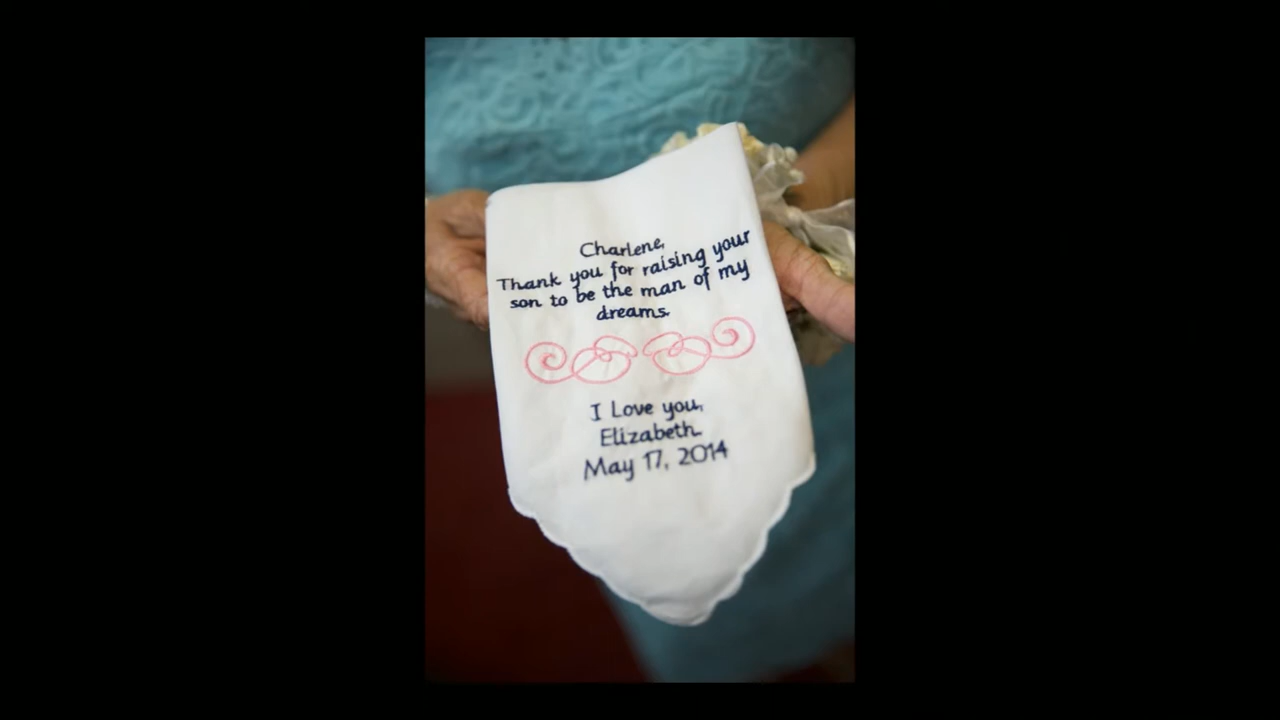 Charlene,
Thank you for raising your
son to be the man of my
dreams.
I Love you,
Elizabeth.
May 17, 2014